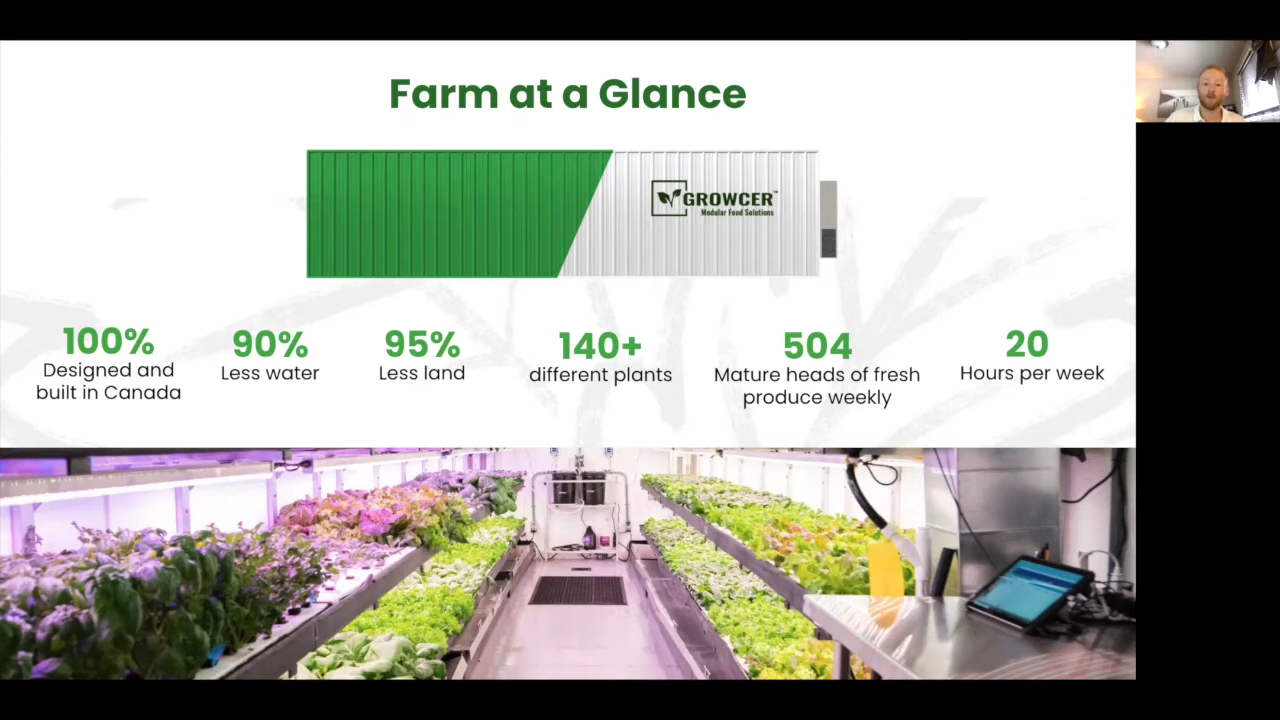 Farm at a Glance
GROWCER™
Modular Food Solutions
100%
Designed and
built in Canada
90%
Less water
95%
Less land
140+
different plants
504
Mature heads of fresh
produce weekly
20
Hours per week